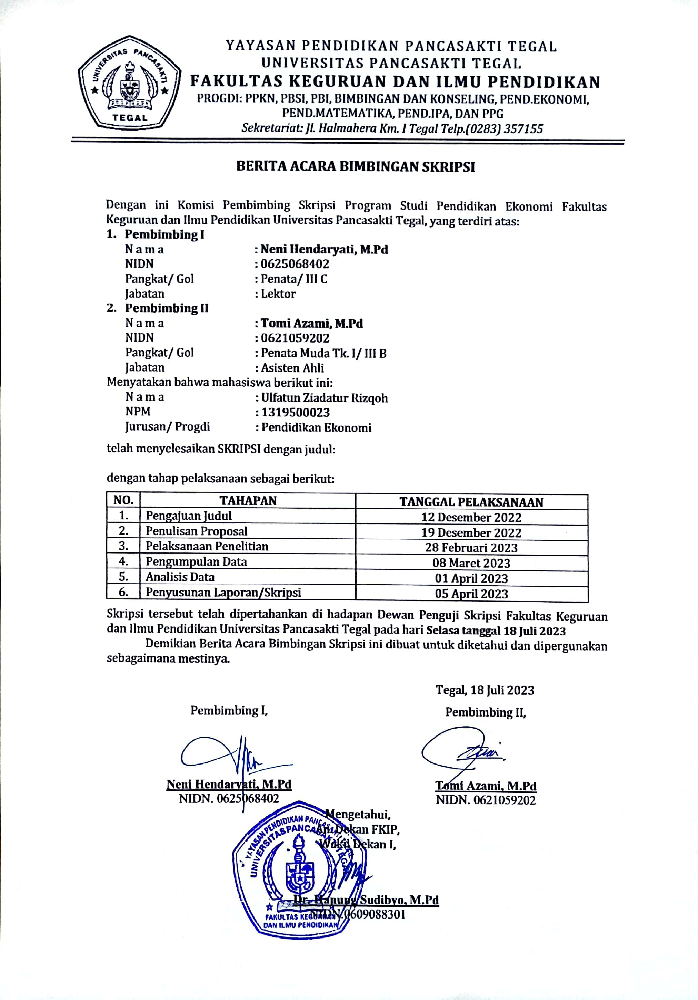 UNIVERSITAS PANCASAKTI
TEGAL
YAYASAN PENDIDIKAN PANCASAKTI TEGAL
UNIVERSITAS PANCASAKTI TEGAL
FAKULTAS KEGURUAN DAN ILMU PENDIDIKAN
PROGDI: PPKN, PBSI, PBI, BIMBINGAN DAN KONSELING, PEND.EKONOMI,
PEND.MATEMATIKA, PEND.IPA, DAN PPG
Sekretariat: Jl. Halmahera Km. I Tegal Telp.(0283) 357155
BERITA ACARA BIMBINGAN SKRIPSI
Dengan ini Komisi Pembimbing Skripsi Program Studi Pendidikan Ekonomi Fakultas
Keguruan dan Ilmu Pendidikan Universitas Pancasakti Tegal, yang terdiri atas:
1. Pembimbing I
N a m a : Neni Hendaryati, M.Pd
NIDN : 0625068402
Pangkat/ Gol : Penata/ III C
Jabatan : Lektor
2. Pembimbing II
N a m a : Tomi Azami, M.Pd
NIDN : 0621059202
Pangkat/ Gol : Penata Muda Tk. I/ III B
Jabatan : Asisten Ahli
Menyatakan bahwa mahasiswa berikut ini:
N a m a : Ulfatun Ziadatur Rizqoh
NPM : 1319500023
Jurusan/ Progdi : Pendidikan Ekonomi
telah menyelesaikan SKRIPSI dengan judul:
dengan tahap pelaksanaan sebagai berikut:
NO. TAHAPAN TANGGAL PELAKSANAAN
1. Pengajuan Judul 12 Desember 2022
2. Penulisan Proposal 19 Desember 2022
3. Pelaksanaan Penelitian 28 Februari 2023
4. Pengumpulan Data 08 Maret 2023
5. Analisis Data 01 April 2023
6. Penyusunan Laporan/Skripsi 05 April 2023
Skripsi tersebut telah dipertahankan di hadapan Dewan Penguji Skripsi Fakultas Keguruan
dan Ilmu Pendidikan Universitas Pancasakti Tegal pada hari Selasa tanggal 18 Juli 2023
Demikian Berita Acara Bimbingan Skripsi ini dibuat untuk diketahui dan dipergunakan
sebagaimana mestinya.
Tegal, 18 Juli 2023
Pembimbing I, Pembimbing II,
Neni Hendaryati, M.Pd Tomi Azami, M.Pd
NIDN. 0625068402 NIDN. 0621059202
Mengetahui,
An. Dekan FKIP,
Wakil Dekan I,
YAYASAN PENDIDIKAN PANCASAKTI TEGAL
UNIVERSITAS PANCASAKTI TEGAL
Dr. Hanung Sudibyo, M.Pd
NIDN.0609088301
FAKULTAS KEGURUAN
DAN ILMU PENDIDIKAN